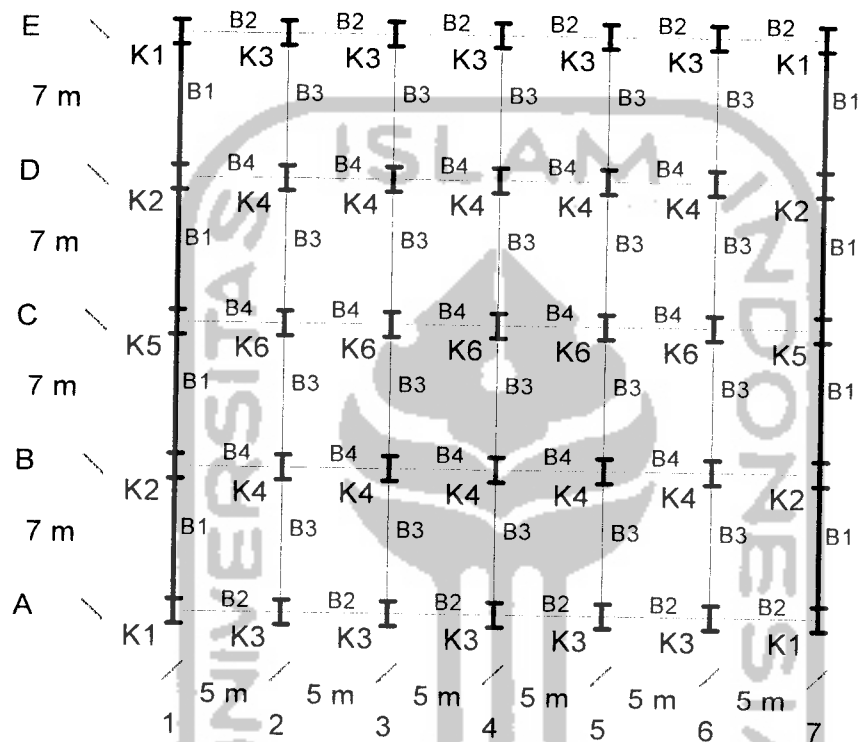 E B2 B2 B2 B2 B2 B2
K1 K3 K3 K3 K3 K3 K1
7 m B1 B3 B3 B3 B3 B3 B1
ISLAM
D B4 B4 B4 B4 B4
K2 K4 K4 K4 K4 K4 K2
7 m B1 B3 B3 B3 B3 B3 B1
C B4 B4 B4 B4 B4
K5 K6 K6 K6 K6 K6 K5
7 m B1 B3 B3 B3 B3 B3 B1
B B4 B4 B4 B4 B4
K2 K4 K4 K4 K4 K4 K2
7 m B1 B3 B3 B3 B3 B3 B1
A B2 B2 B2 B2 B2 B2
K1 K3 K3 K3 K3 K3 K1
5 m 5 m 5 m 5 m 5 m 5 m
1 2 3 4 5 6 7
NIVERSITAS
INDONESI